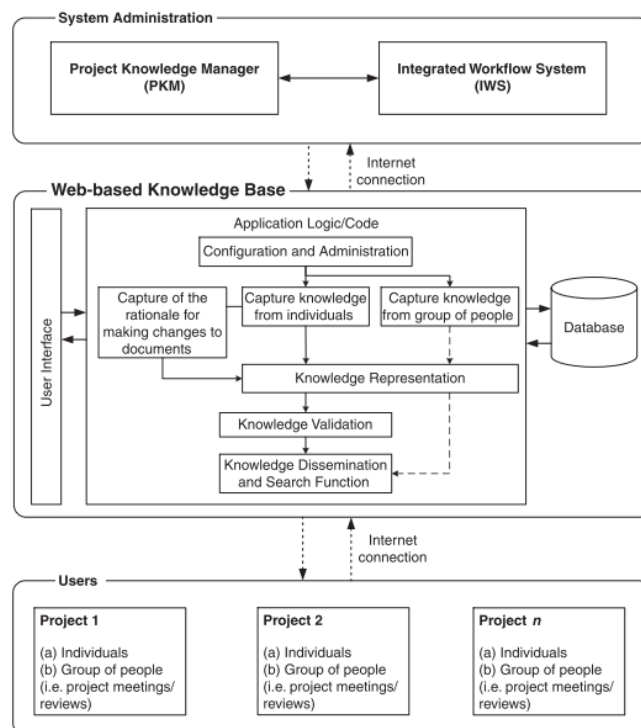 System Administration
Project Knowledge Manager
(PKM)
Integrated Workflow System
(IWS)
Internet
connection
Web-based Knowledge Base
User Interface
Application Logic/Code
Configuration and Administration
Capture of the
rationale for
making changes to
documents
Capture knowledge
from individuals
Capture knowledge
from group of people
Database
Knowledge Representation
Knowledge Validation
Knowledge Dissemination
and Search Function
Internet
connection
Users
Project 1
(a) Individuals
(b) Group of people
(i.e. project meetings/
reviews)
Project 2
(a) Individuals
(b) Group of people
(i.e. project meetings/
reviews)
Project n
(a) Individuals
(b) Group of people
(i.e. project meetings/
reviews)